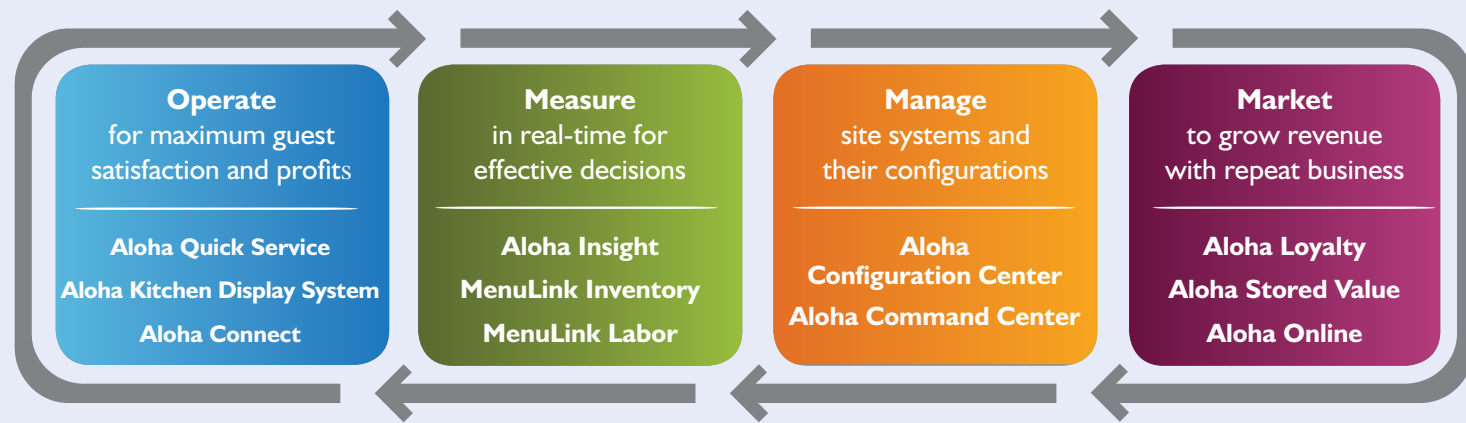 Operate
for maximum guest
satisfaction and profits
Aloha Quick Service
Aloha Kitchen Display System
Aloha Connect
Measure
in real-time for
effective decisions
Aloha Insight
MenuLink Inventory
MenuLink Labor
Manage
site systems and
their configurations
Aloha
Configuration Center
Aloha Command Center
Market
to grow revenue
with repeat business
Aloha Loyalty
Aloha Stored Value
Aloha Online